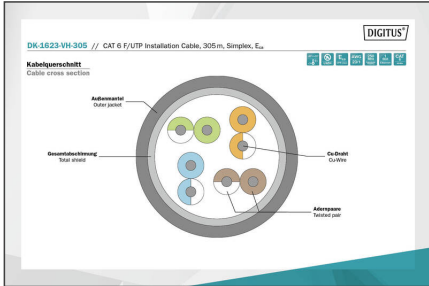 DIGITUS®
DK-1623-VH-305 // CAT 6 F/UTP Installation Cable, 305 m, Simplex, Eca
Kabelquerschnitt
Cable cross section
Außenmantel
Outer jacket
Gesamtabschirmung
Total shield
Cu-Draht
Cu-Wire
Aderpaare
Twisted pair